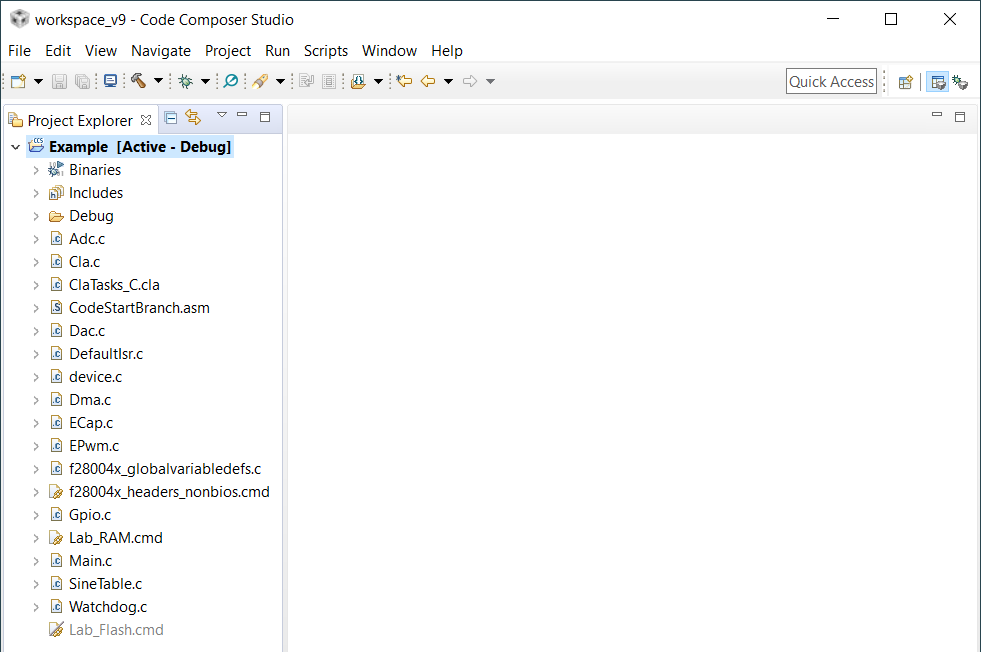 workspace_v9 - Code Composer Studio
File Edit View Navigate Project Run Scripts Window Help
Quick Access
Project Explorer
Example [Active - Debug]
Binaries
Includes
Debug
Adc.c
Cla.c
ClaTasks_C.cla
CodeStartBranch.asm
Dac.c
DefaultIsr.c
device.c
Dma.c
ECap.c
EPwm.c
f28004x_globalvariabledefs.c
f28004x_headers_nonbios.cmd
Gpio.c
Lab_RAM.cmd
Main.c
SineTable.c
Watchdog.c
Lab_Flash.cmd